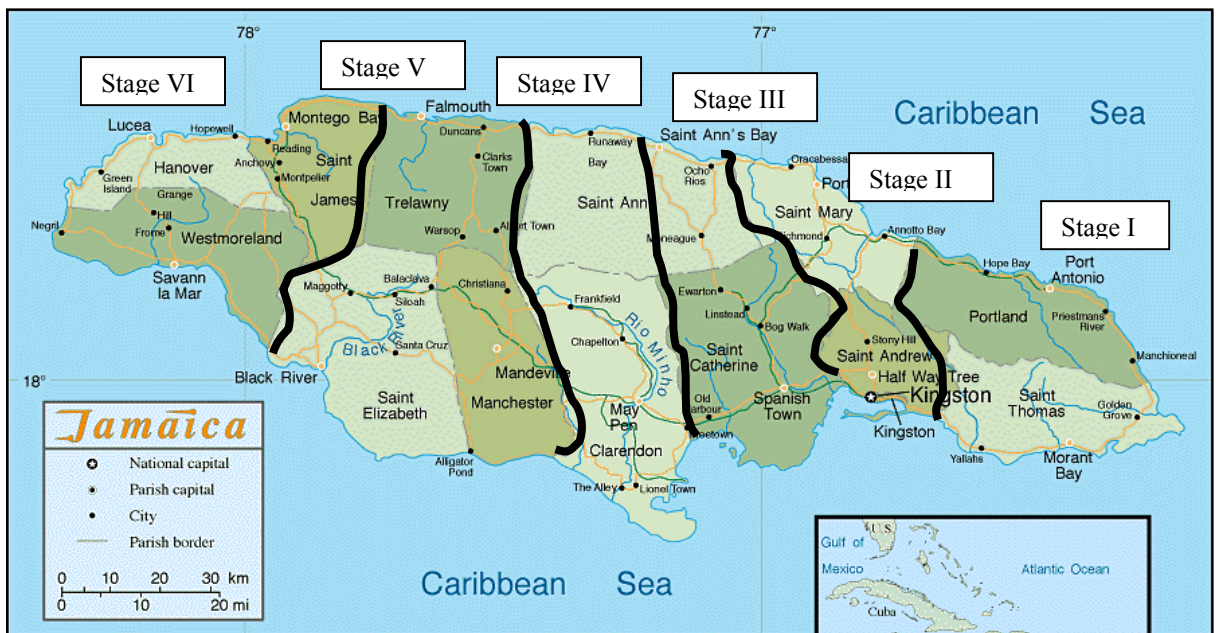 78°
77°
Stage VI
Stage V
Stage IV
Stage III
Stage II
Stage I
Caribbean Sea
Lucea
Hopewell
Montego Bay
Falmouth
Duncans
Runaway
Bay
Saint Ann's Bay
Oracabessa
Port
Reading
Anchovy
Montpelier
Saint
James
Hanover
Green
Island
Grange
Hill
Frome
Negril
Westmoreland
Savann
la Mar
Clarks
Town
Trelawny
Warsop
Albert Town
Saint Ann
Ocho
Rios
Moneague
Saint Mary
Richmond
Annotto Bay
Hope Bay
Port
Antonio
Priestmans
River
Portland
Manchioneal
Maggotty
Balaclava
Siloah
Christiana
Frankfield
Chapelton
Rio Minho
Ewarton
Linstead
Bog Walk
Stony Hill
Saint Andrew
Half Way Tree
Kingston
Kingston
Black River
Santa Cruz
18°
Black River
Saint
Elizabeth
Mandeville
Manchester
Saint
Catherine
Old
Harbour
Spanish
Town
Saint
Thomas
Golden
Grove
May
Pen
Clarendon
Alligator
Pond
The Alley
Lionel Town
Yallahs
Morant
Bay
Jamaica
National capital
Parish capital
City
Parish border
0 10 20 30 km
0 10 20 mi
Caribbean Sea
U.S.
Gulf of
Mexico
Atlantic Ocean
Cuba